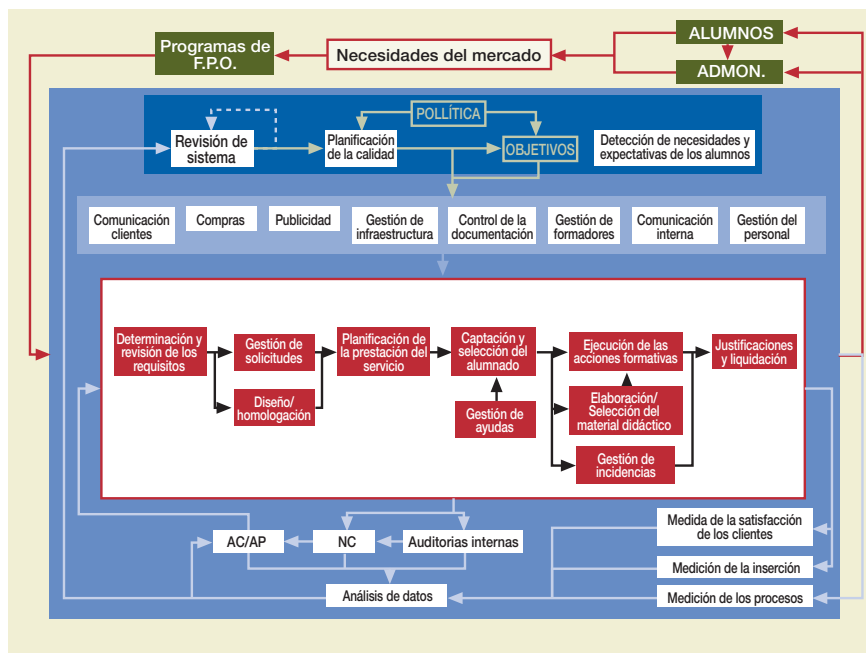 Programas de
F.P.O.
Necesidades del mercado
ALUMNOS
ADMON.
POLLÍTICA
Revisión de
sistema
Planificación
de la calidad
OBJETIVOS
Detección de necesidades y
expectativas de los alumnos
Comunicación
clientes
Compras
Publicidad
Gestión de
infraestructura
Control de la
documentación
Gestión de
formadores
Comunicación
interna
Gestión del
personal
Determinación y
revisión de los
requisitos
Gestión de
solicitudes
Diseño/
homologación
Planificación de
la prestación del
servicio
Captación y
selección del
alumnado
Gestión de
ayudas
Ejecución de las
acciones formativas
Elaboración/
Selección del
material didáctico
Gestión de
incidencias
Justificaciones
y liquidación
AC/AP
NC
Auditorias internas
Análisis de datos
Medida de la satisfacción
de los clientes
Medición de la inserción
Medición de los procesos